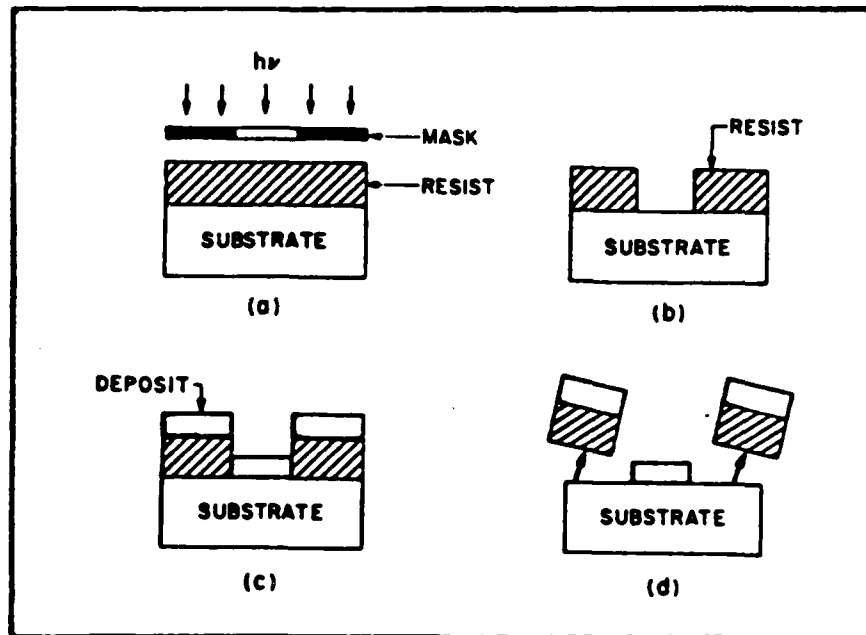 hν
MASK
RESIST
SUBSTRATE
(a)
RESIST
SUBSTRATE
(b)
DEPOSIT
SUBSTRATE
(c)
SUBSTRATE
(d)